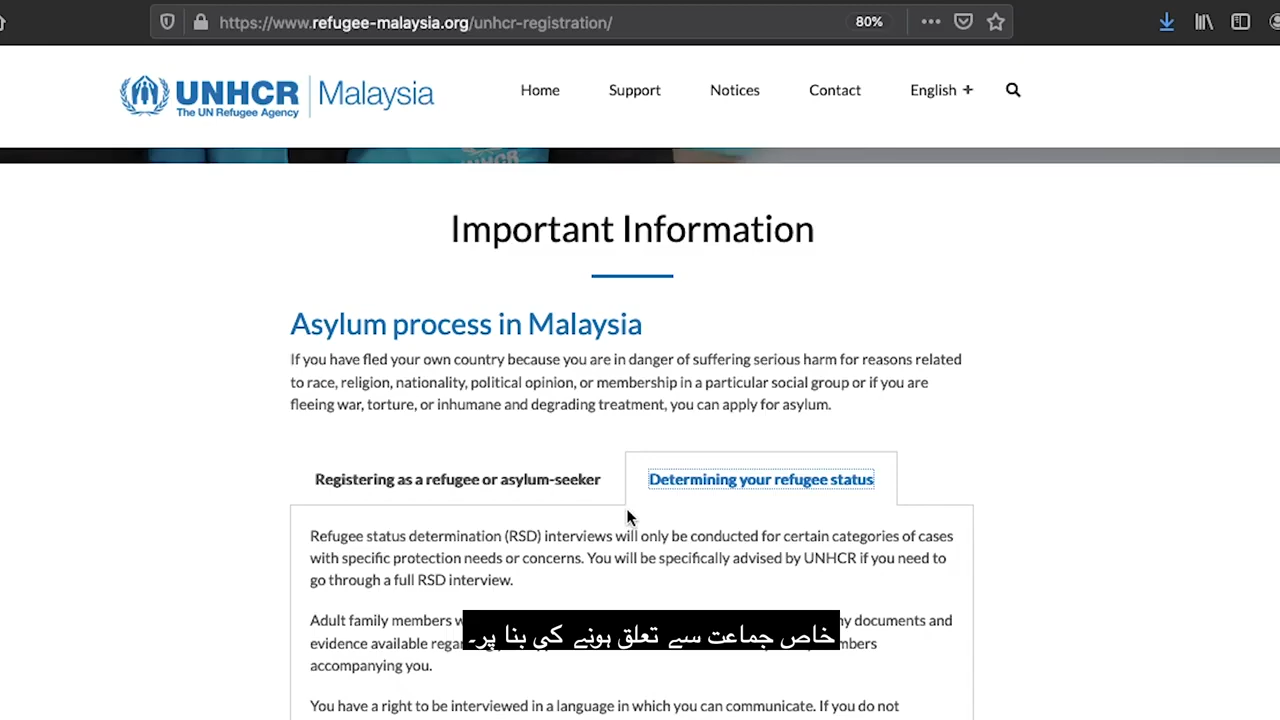 https://www.refugee-malaysia.org/unhcr-registration/ 80%
UNHCR Malaysia
The UN Refugee Agency
Home Support Notices Contact English +
UNHCR
Important Information
Asylum process in Malaysia
If you have fled your own country because you are in danger of suffering serious harm for reasons related
to race, religion, nationality, political opinion, or membership in a particular social group or if you are
fleeing war, torture, or inhumane and degrading treatment, you can apply for asylum.
Registering as a refugee or asylum-seeker Determining your refugee status
Refugee status determination (RSD) interviews will only be conducted for certain categories of cases
with specific protection needs or concerns. You will be specifically advised by UNHCR if you need to
go through a full RSD interview.
Adult family members documents and
evidence available
accompanying you.
خاص جماعت سے تعلق ہونے کی بنا پر۔
You have a right to be interviewed in a language in which you can communicate. If you do not